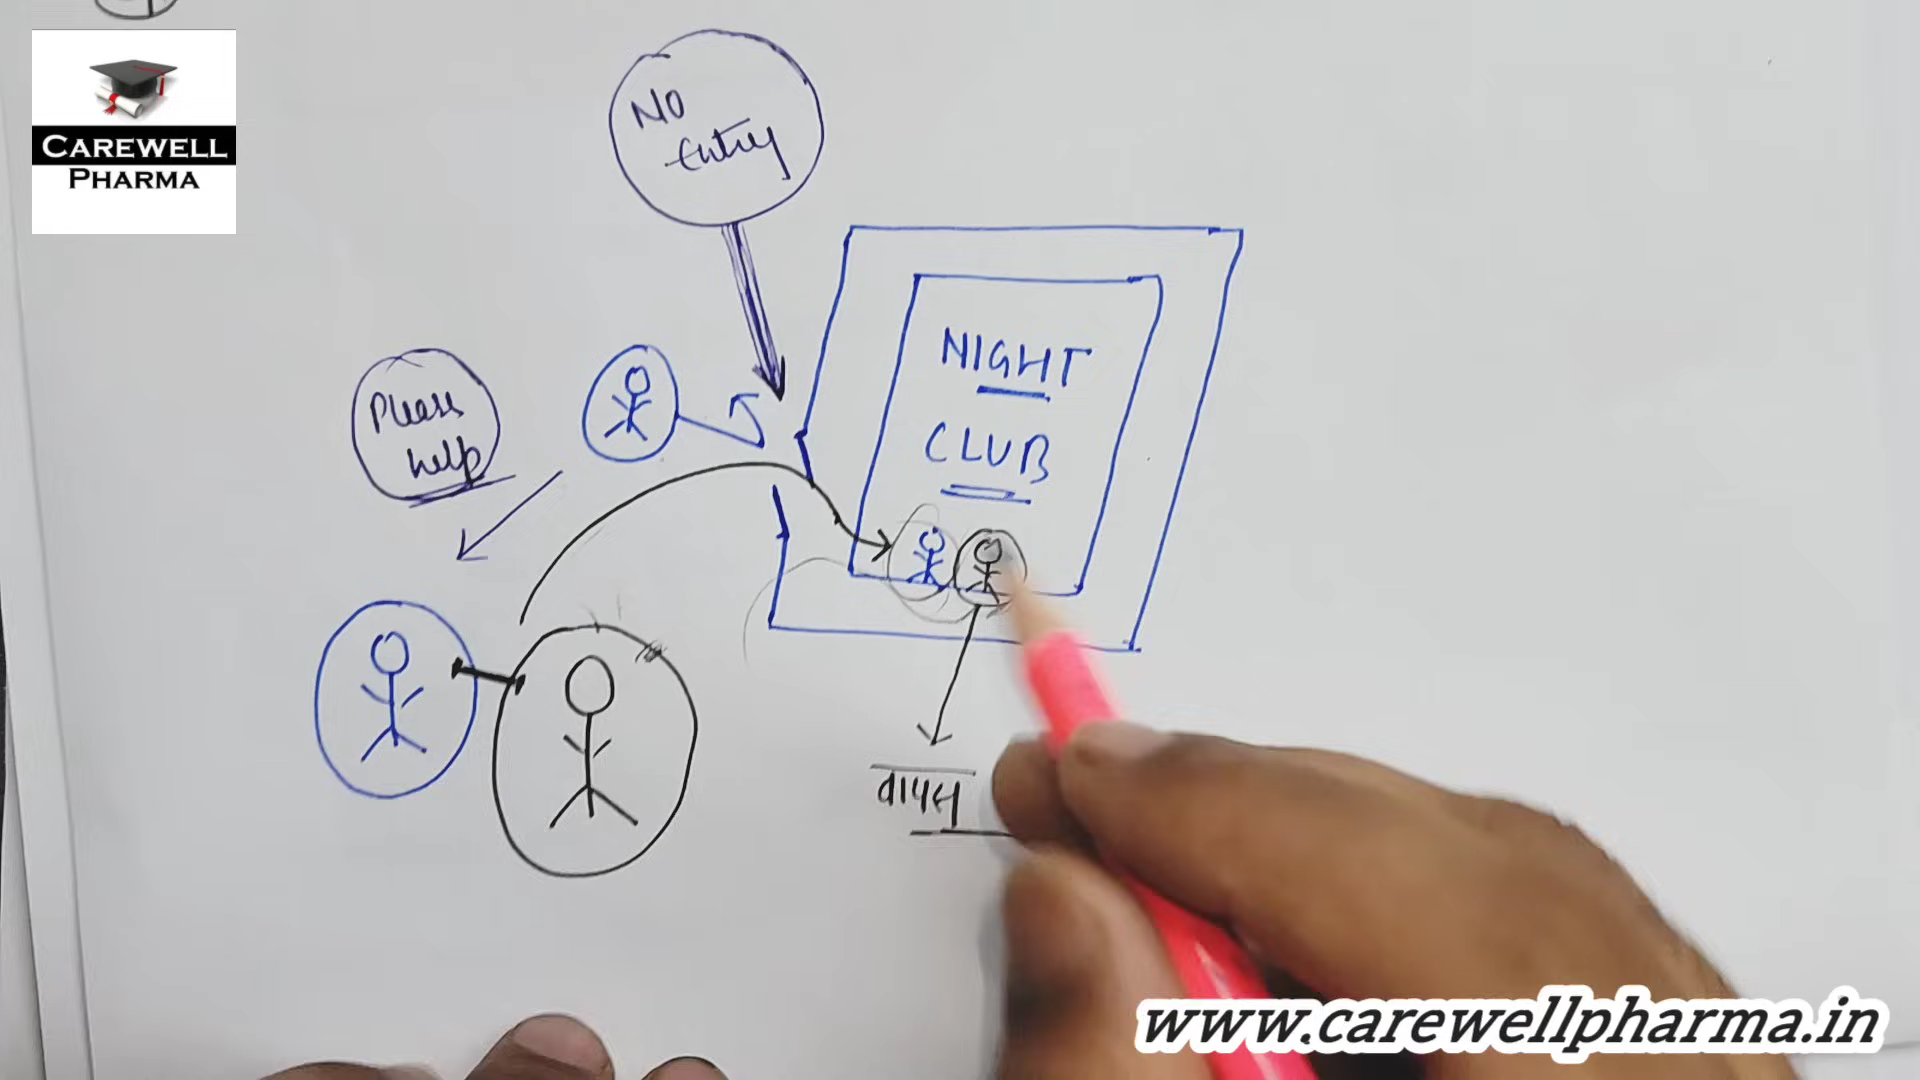 CAREWELL
PHARMA
No
Entry
Please
help
NIGHT
CLUB
वापस
www.carewellpharma.in